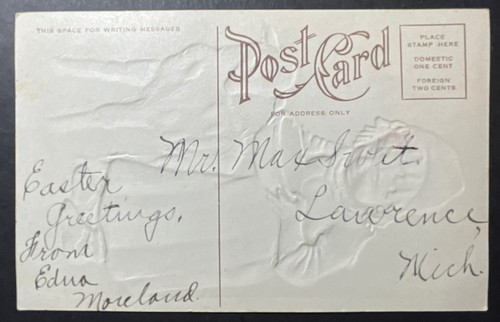 THIS SPACE FOR WRITING MESSAGES
Post Card
FOR ADDRESS ONLY
PLACE
STAMP HERE
DOMESTIC
ONE CENT
FOREIGN
TWO CENTS
Mr. Max Swit.
Lawrence,
Mich.
Easter
Greetings,
From
Edna
Moreland.